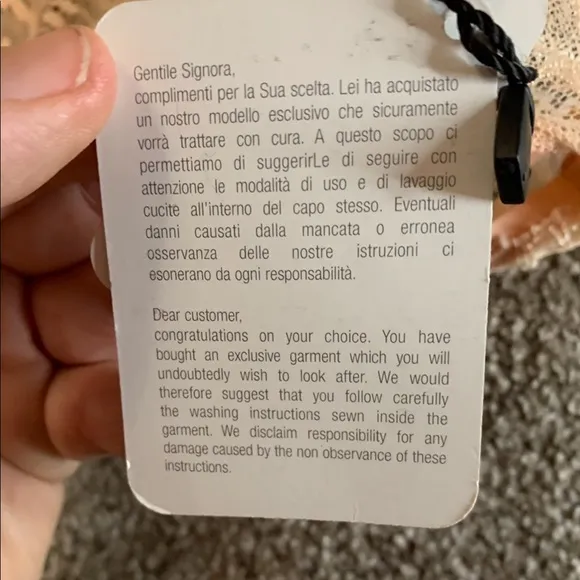 Gentile Signora,
complimenti per la Sua scelta. Lei ha acquistato
un nostro modello esclusivo che sicuramente
vorrà trattare con cura. A questo scopo ci
permettiamo di suggerirLe di seguire con
attenzione le modalità di uso e di lavaggio
cucite all'interno del capo stesso. Eventuali
danni causati dalla mancata o erronea
osservanza delle nostre istruzioni ci
esonerano da ogni responsabilità.
Dear customer,
congratulations on your choice. You have
bought an exclusive garment which you will
undoubtedly wish to look after. We would
therefore suggest that you follow carefully
the washing instructions sewn inside the
garment. We disclaim responsibility for any
damage caused by the non observance of these
instructions.